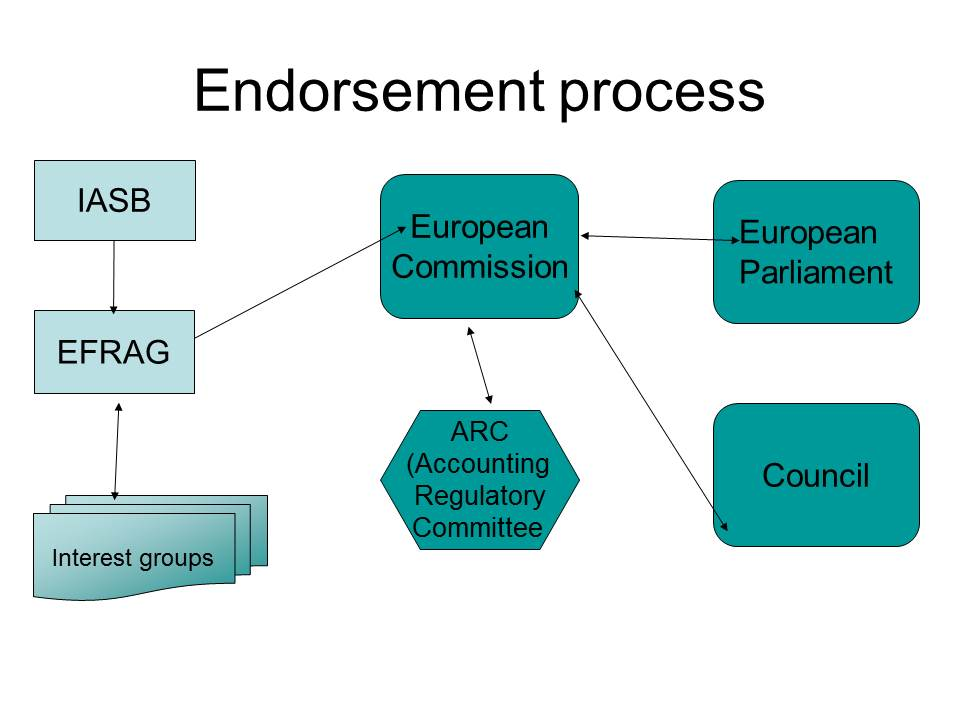 Endorsement process
IASB
European
Commission
European
Parliament
EFRAG
ARC
(Accounting
Regulatory
Committee
Council
Interest groups